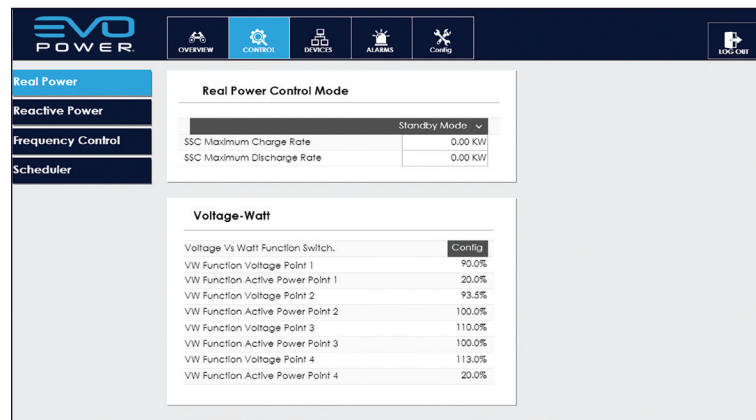 EVO
POWER
OVERVIEW
CONTROL
DEVICES
ALARMS
Config
LOG OUT
Real Power
Reactive Power
Frequency Control
Scheduler
Real Power Control Mode
Standby Mode
SSC Maximum Charge Rate 0.00 KW
SSC Maximum Discharge Rate 0.00 KW
Voltage-Watt
Voltage Vs Watt Function Switch. Config
VW Function Voltage Point 1 90.0%
VW Function Active Power Point 1 20.0%
VW Function Voltage Point 2 93.5%
VW Function Active Power Point 2 100.0%
VW Function Voltage Point 3 110.0%
VW Function Active Power Point 3 100.0%
VW Function Voltage Point 4 113.0%
VW Function Active Power Point 4 20.0%